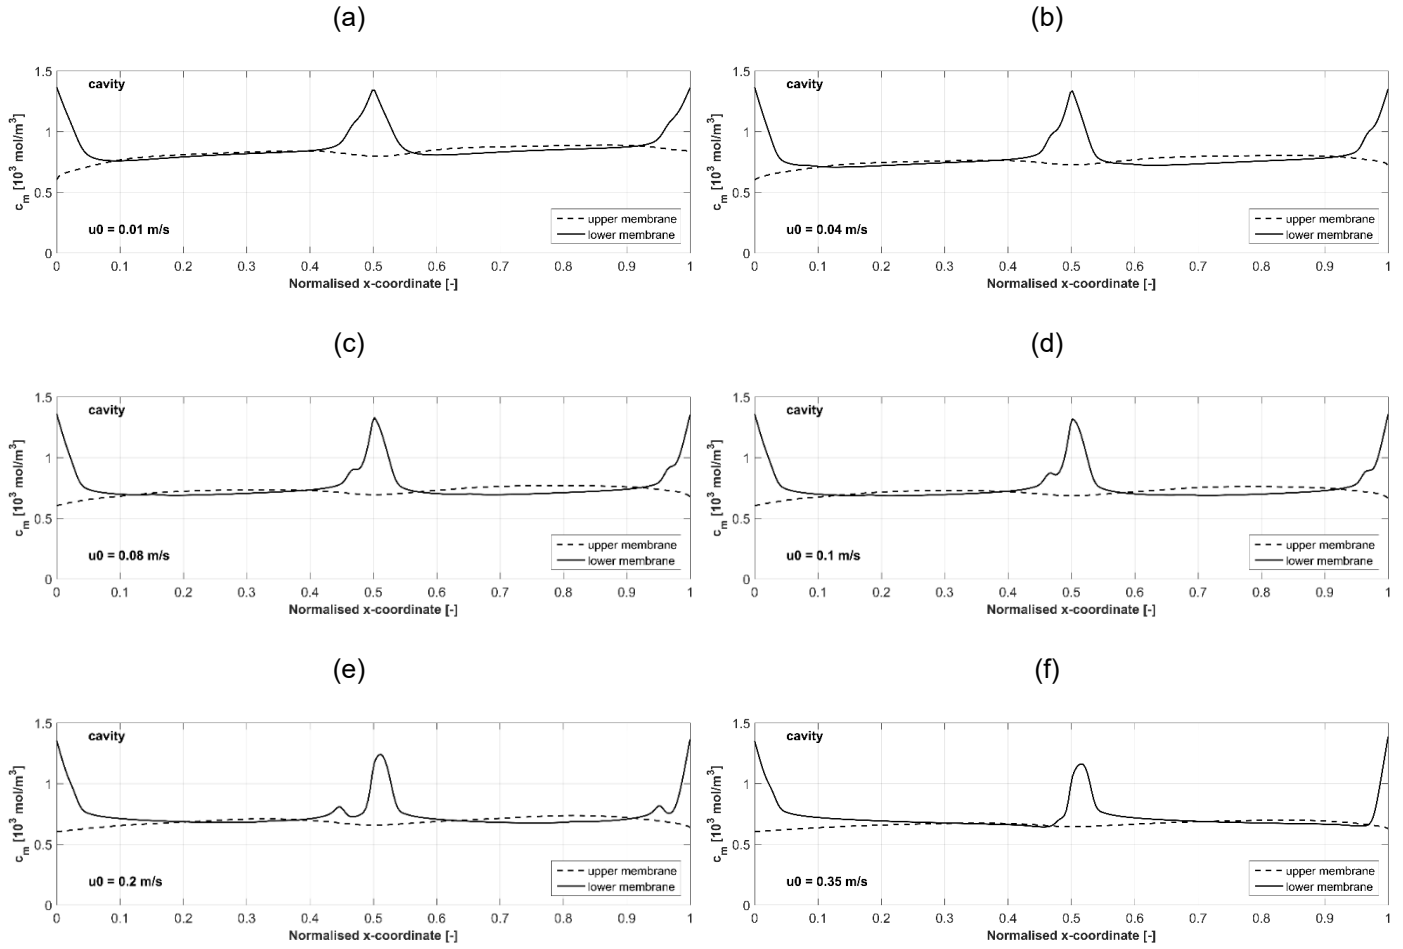 (a)
cavity
1.5
1
0.5
0
c_m [10^3 mol/m^3]
u0 = 0.01 m/s
upper membrane
lower membrane
0 0.1 0.2 0.3 0.4 0.5 0.6 0.7 0.8 0.9 1
Normalised x-coordinate [-]
(b)
cavity
1.5
1
0.5
0
c_m [10^3 mol/m^3]
u0 = 0.04 m/s
upper membrane
lower membrane
0 0.1 0.2 0.3 0.4 0.5 0.6 0.7 0.8 0.9 1
Normalised x-coordinate [-]
(c)
cavity
1.5
1
0.5
0
c_m [10^3 mol/m^3]
u0 = 0.08 m/s
upper membrane
lower membrane
0 0.1 0.2 0.3 0.4 0.5 0.6 0.7 0.8 0.9 1
Normalised x-coordinate [-]
(d)
cavity
1.5
1
0.5
0
c_m [10^3 mol/m^3]
u0 = 0.1 m/s
upper membrane
lower membrane
0 0.1 0.2 0.3 0.4 0.5 0.6 0.7 0.8 0.9 1
Normalised x-coordinate [-]
(e)
cavity
1.5
1
0.5
0
c_m [10^3 mol/m^3]
u0 = 0.2 m/s
upper membrane
lower membrane
0 0.1 0.2 0.3 0.4 0.5 0.6 0.7 0.8 0.9 1
Normalised x-coordinate [-]
(f)
cavity
1.5
1
0.5
0
c_m [10^3 mol/m^3]
u0 = 0.35 m/s
upper membrane
lower membrane
0 0.1 0.2 0.3 0.4 0.5 0.6 0.7 0.8 0.9 1
Normalised x-coordinate [-]